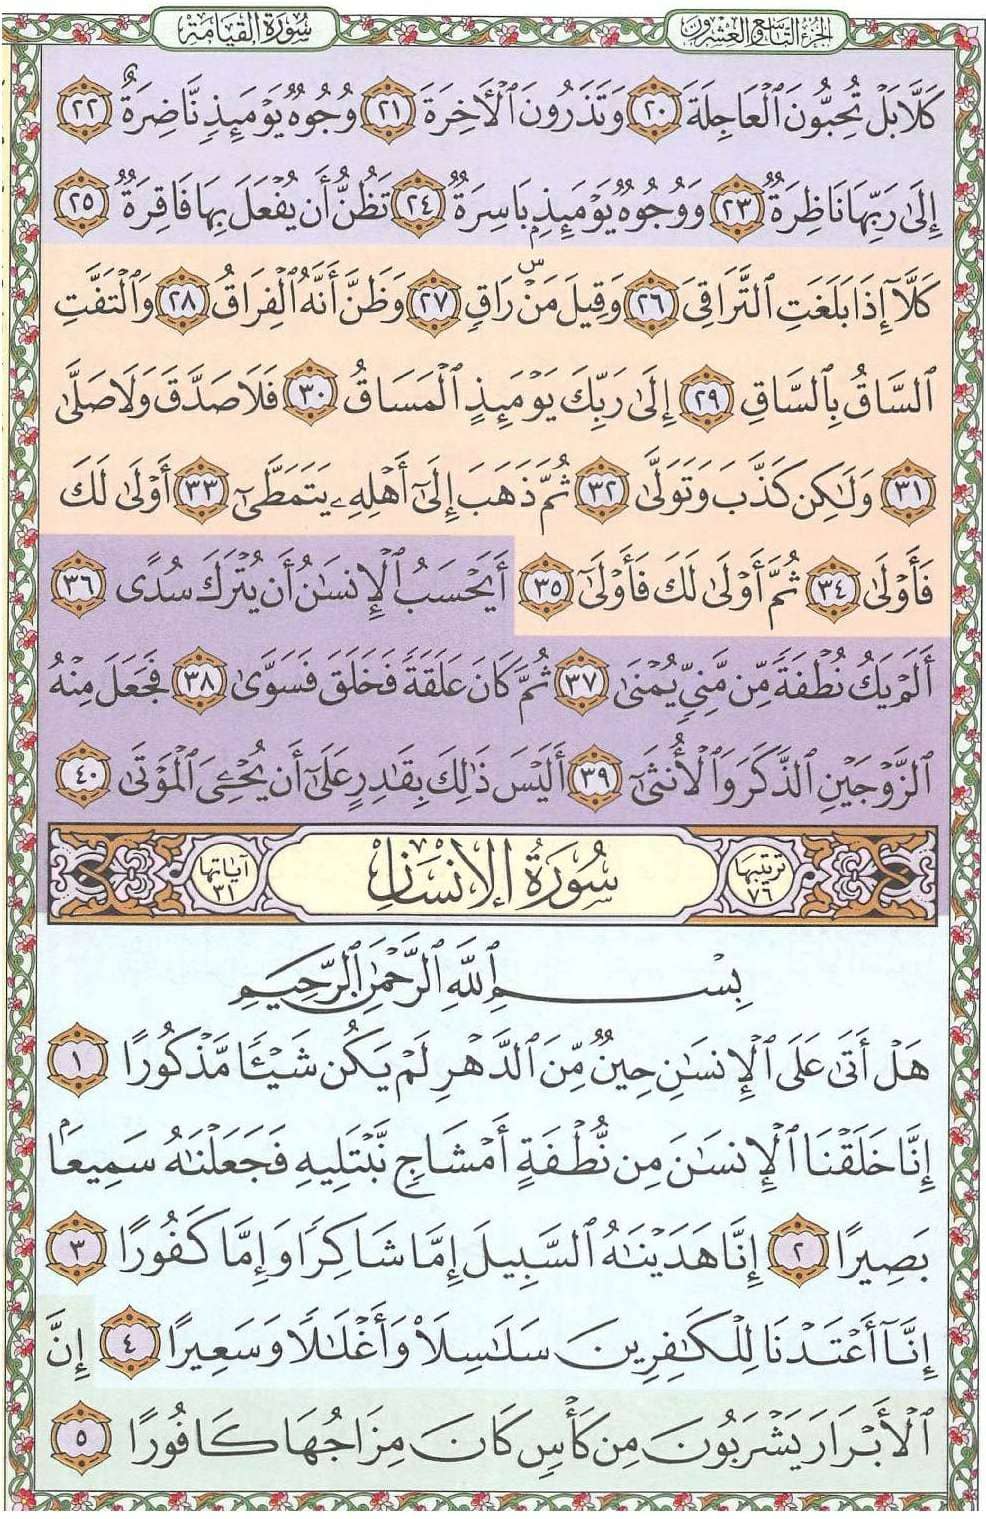 الجزء التاسع والعشرون
سورة القيامة
كَلَّا بَلْ تُحِبُّونَ ٱلْعَاجِلَةَ ٢٠ وَتَذَرُونَ ٱلْأَخِرَةَ ٢١ وُجُوهٌ يَوْمَئِذٍ نَّاضِرَةٌ ٢٢
إِلَىٰ رَبِّهَا نَاظِرَةٌ ٢٣ وَوُجُوهٌ يَوْمَئِذٍۭ بَاسِرَةٌ ٢٤ تَظُنُّ أَن يُفْعَلَ بِهَا فَاقِرَةٌ ٢٥
كَلَّآ إِذَا بَلَغَتِ ٱلتَّرَاقِىَ ٢٦ وَقِيلَ مَنْۜ رَاقٍ ٢٧ وَظَنَّ أَنَّهُ ٱلْفِرَاقُ ٢٨ وَٱلْتَفَّتِ
ٱلسَّاقُ بِٱلسَّاقِ ٢٩ إِلَىٰ رَبِّكَ يَوْمَئِذٍ ٱلْمَسَاقُ ٣٠ فَلَا صَدَّقَ وَلَا صَلَّىٰ
٣١ وَلَٰكِن كَذَّبَ وَتَوَلَّىٰ ٣٢ ثُمَّ ذَهَبَ إِلَىٰٓ أَهْلِهِۦ يَتَمَطَّىٰٓ ٣٣ أَوْلَىٰ لَكَ
فَأَوْلَىٰ ٣٤ ثُمَّ أَوْلَىٰ لَكَ فَأَوْلَىٰٓ ٣٥ أَيَحْسَبُ ٱلْإِنسَٰنُ أَن يُتْرَكَ سُدًى ٣٦
أَلَمْ يَكُ نُطْفَةً مِّن مَّنِىٍّ يُمْنَىٰ ٣٧ ثُمَّ كَانَ عَلَقَةً فَخَلَقَ فَسَوَّىٰ ٣٨ فَجَعَلَ مِنْهُ
ٱلزَّوْجَيْنِ ٱلذَّكَرَ وَٱلْأُنثَىٰٓ ٣٩ أَلَيْسَ ذَٰلِكَ بِقَٰدِرٍ عَلَىٰٓ أَن يُحْۦِىَ ٱلْمَوْتَىٰ ٤٠
ترتيبها ٧٦ سُورَةُ الإِنسَانِ آياتها ٣١
بِسْمِ ٱللَّهِ ٱلرَّحْمَٰنِ ٱلرَّحِيمِ
هَلْ أَتَىٰ عَلَى ٱلْإِنسَٰنِ حِينٌ مِّنَ ٱلدَّهْرِ لَمْ يَكُن شَيْـًٔا مَّذْكُورًا ١
إِنَّا خَلَقْنَا ٱلْإِنسَٰنَ مِن نُّطْفَةٍ أَمْشَاجٍ نَّبْتَلِيهِ فَجَعَلْنَٰهُ سَمِيعًۢا
بَصِيرًا ٢ إِنَّا هَدَيْنَٰهُ ٱلسَّبِيلَ إِمَّا شَاكِرًا وَإِمَّا كَفُورًا ٣
إِنَّآ أَعْتَدْنَا لِلْكَٰفِرِينَ سَلَٰسِلَا۟ وَأَغْلَٰلًا وَسَعِيرًا ٤ إِنَّ
ٱلْأَبْرَارَ يَشْرَبُونَ مِن كَأْسٍ كَانَ مِزَاجُهَا كَافُورًا ٥